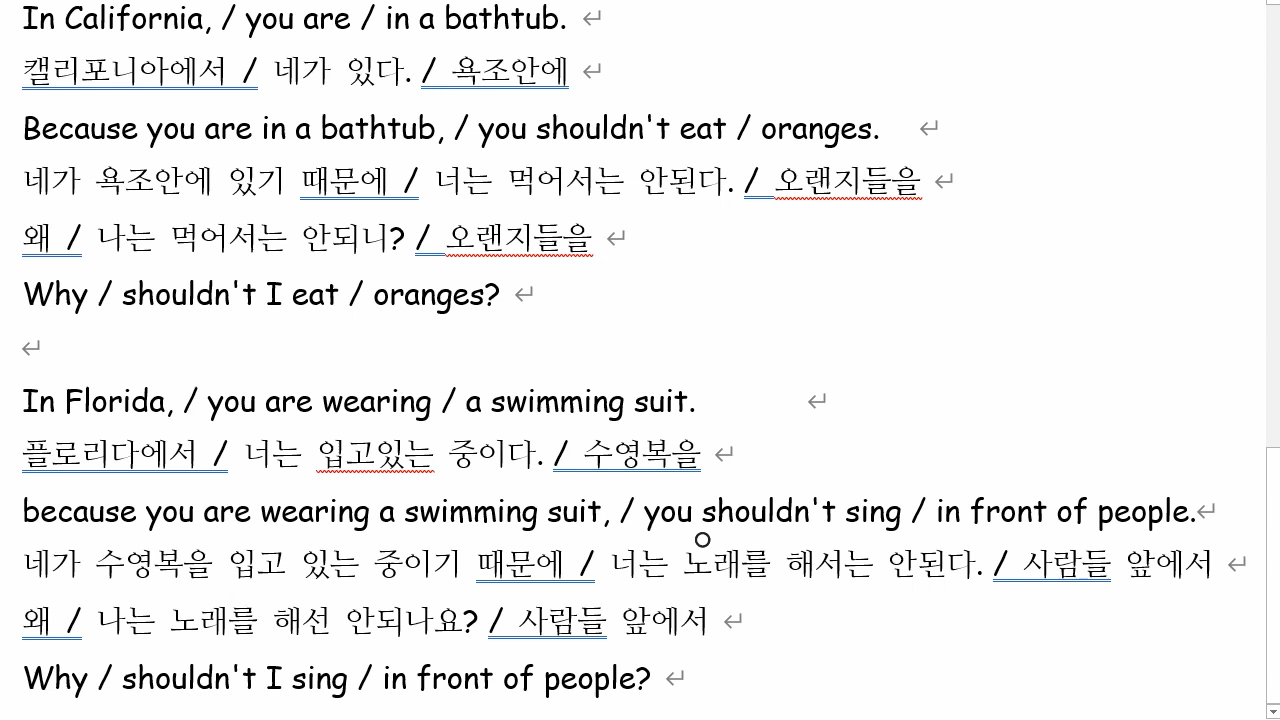 In California, / you are / in a bathtub.
캘리포니아에서 / 네가 있다. / 욕조안에
Because you are in a bathtub, / you shouldn't eat / oranges.
네가 욕조안에 있기 때문에 / 너는 먹어서는 안된다. / 오랜지들을
왜 / 나는 먹어서는 안되니? / 오랜지들을
Why / shouldn't I eat / oranges?
In Florida, / you are wearing / a swimming suit.
플로리다에서 / 너는 입고있는 중이다. / 수영복을
because you are wearing a swimming suit, / you shouldn't sing / in front of people.
네가 수영복을 입고 있는 중이기 때문에 / 너는 노래를 해서는 안된다. / 사람들 앞에서
왜 / 나는 노래를 해선 안되나요? / 사람들 앞에서
Why / shouldn't I sing / in front of people?